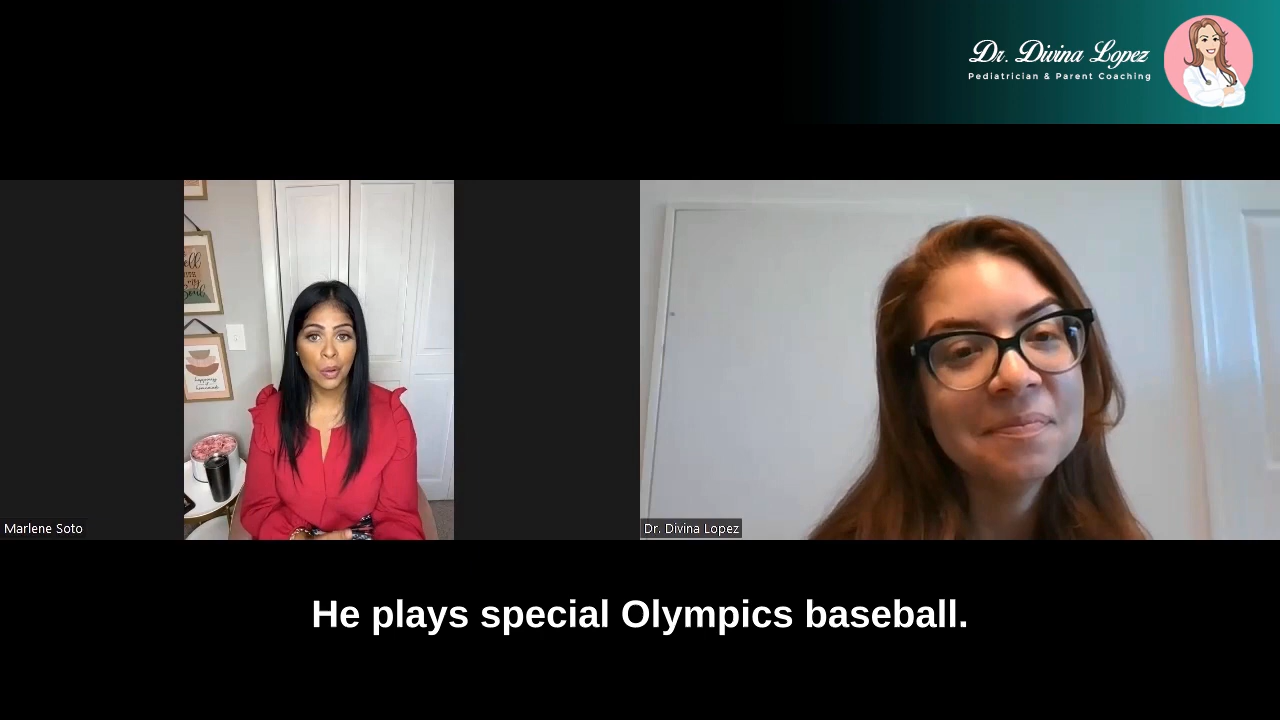 Dr. Divina Lopez
Pediatrician & Parent Coaching
Marlene Soto
Dr. Divina Lopez
He plays special Olympics baseball.